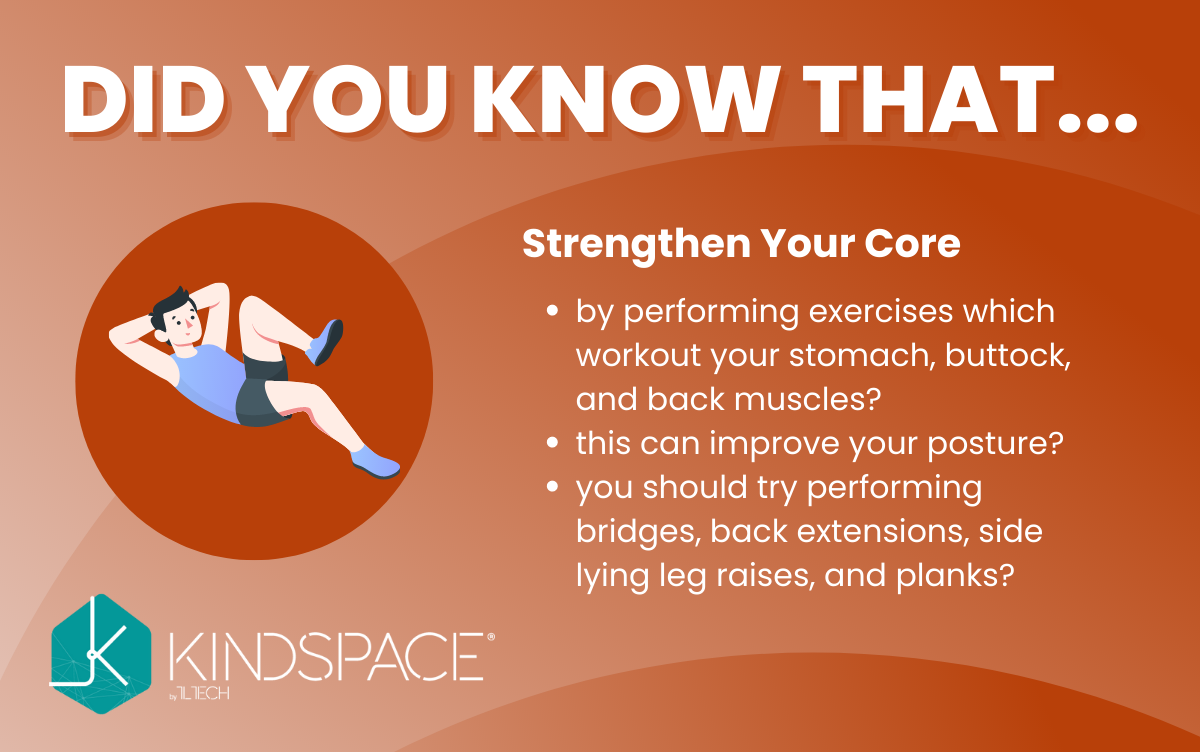 DID YOU KNOW THAT...
Strengthen Your Core
• by performing exercises which
workout your stomach, buttock,
and back muscles?
• this can improve your posture?
• you should try performing
bridges, back extensions, side
lying leg raises, and planks?
KINDSPACE®
by TLTECH